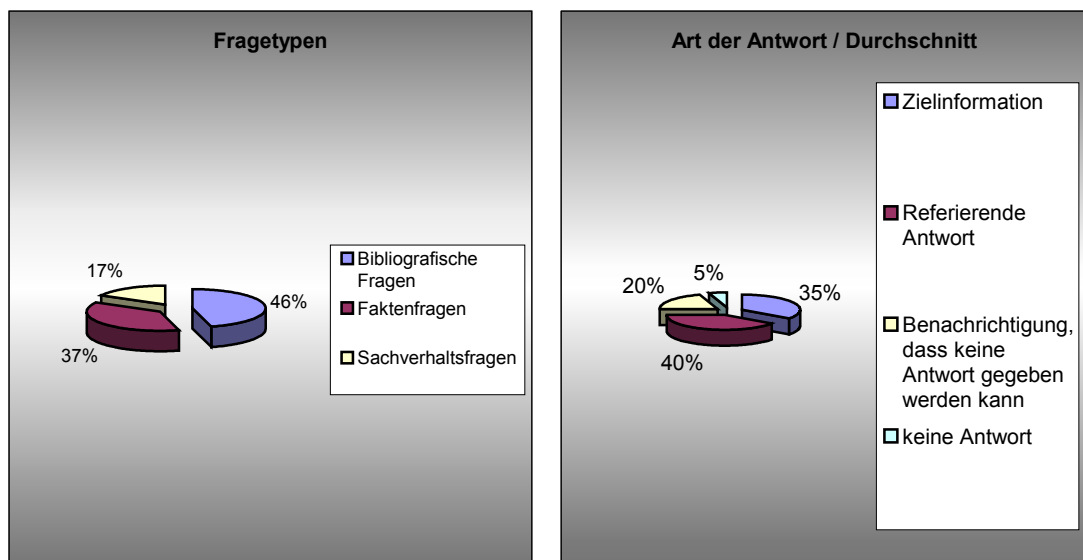 Fragetypen
17%
46%
37%
Bibliografische
Fragen
Faktenfragen
Sachverhaltsfragen
Art der Antwort / Durchschnitt
20%
5%
35%
40%
Zielinformation
Referierende
Antwort
Benachrichtigung,
dass keine
Antwort gegeben
werden kann
keine Antwort